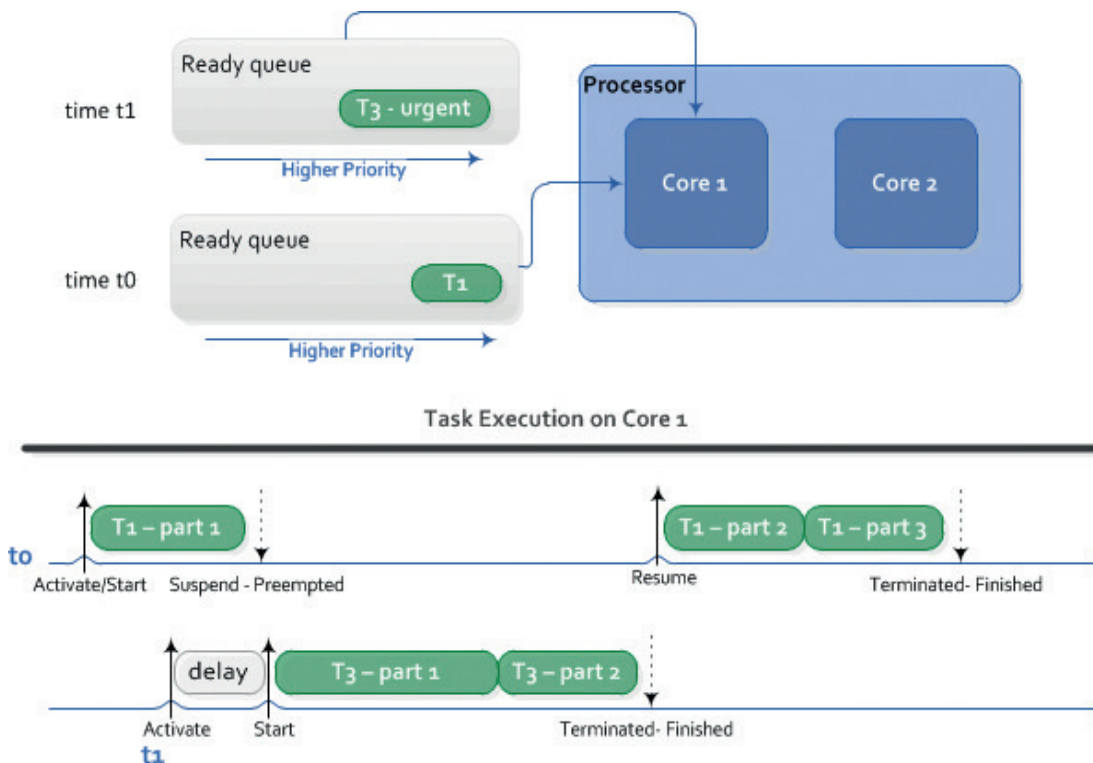 Ready queue
Processor
time t1
T3 - urgent
Higher Priority
Core 1
Core 2
Ready queue
time t0
T1
Higher Priority
Task Execution on Core 1
T1 – part 1
T1 – part 2
T1 – part 3
t0
Activate/Start
Suspend - Preempted
Resume
Terminated- Finished
delay
T3 – part 1
T3 – part 2
Activate
Start
Terminated- Finished
t1